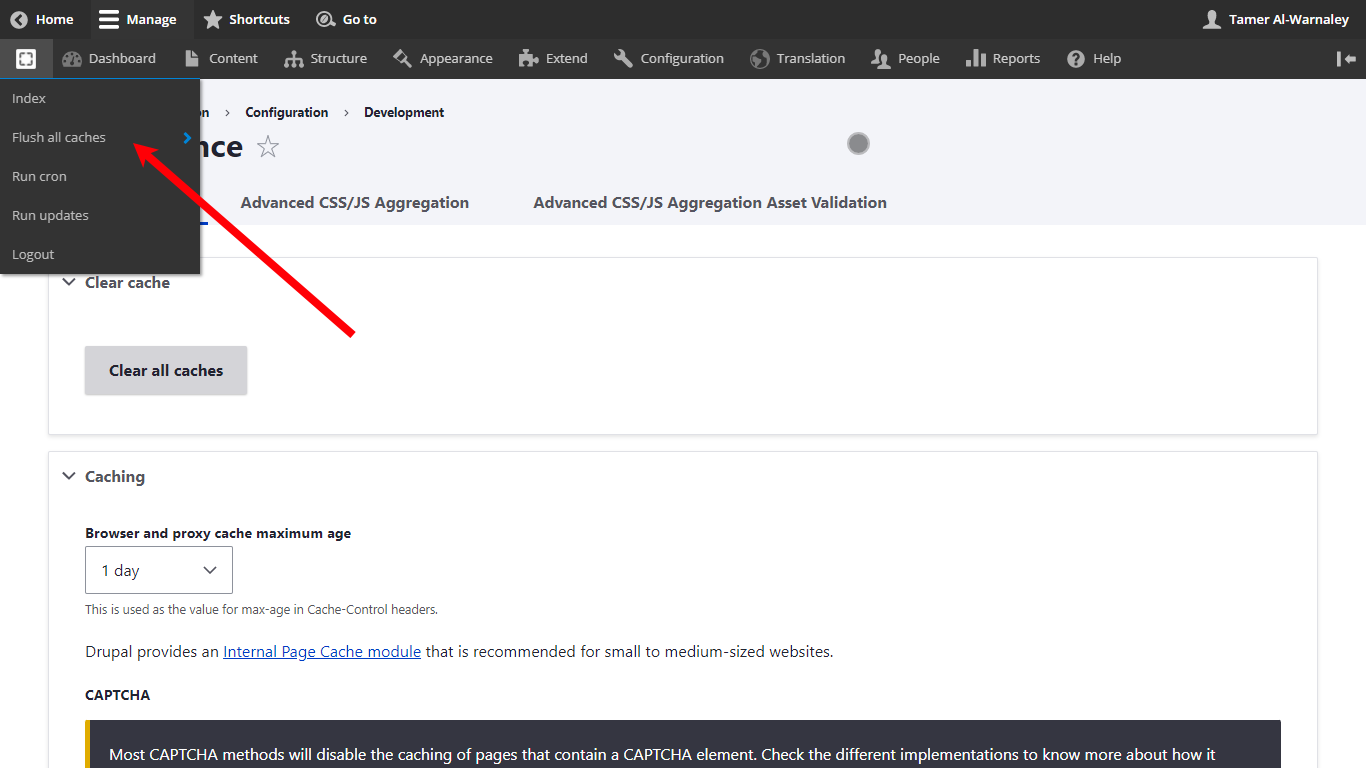 Home Manage Shortcuts Go to Tamer Al-Warnaley
Dashboard Content Structure Appearance Extend Configuration Translation People Reports Help
Index
Flush all caches
Run cron
Run updates
Logout
› Configuration › Development
Advanced CSS/JS Aggregation Advanced CSS/JS Aggregation Asset Validation
Clear cache
Clear all caches
Caching
Browser and proxy cache maximum age
1 day
This is used as the value for max-age in Cache-Control headers.
Drupal provides an Internal Page Cache module that is recommended for small to medium-sized websites.
CAPTCHA
Most CAPTCHA methods will disable the caching of pages that contain a CAPTCHA element. Check the different implementations to know more about how it